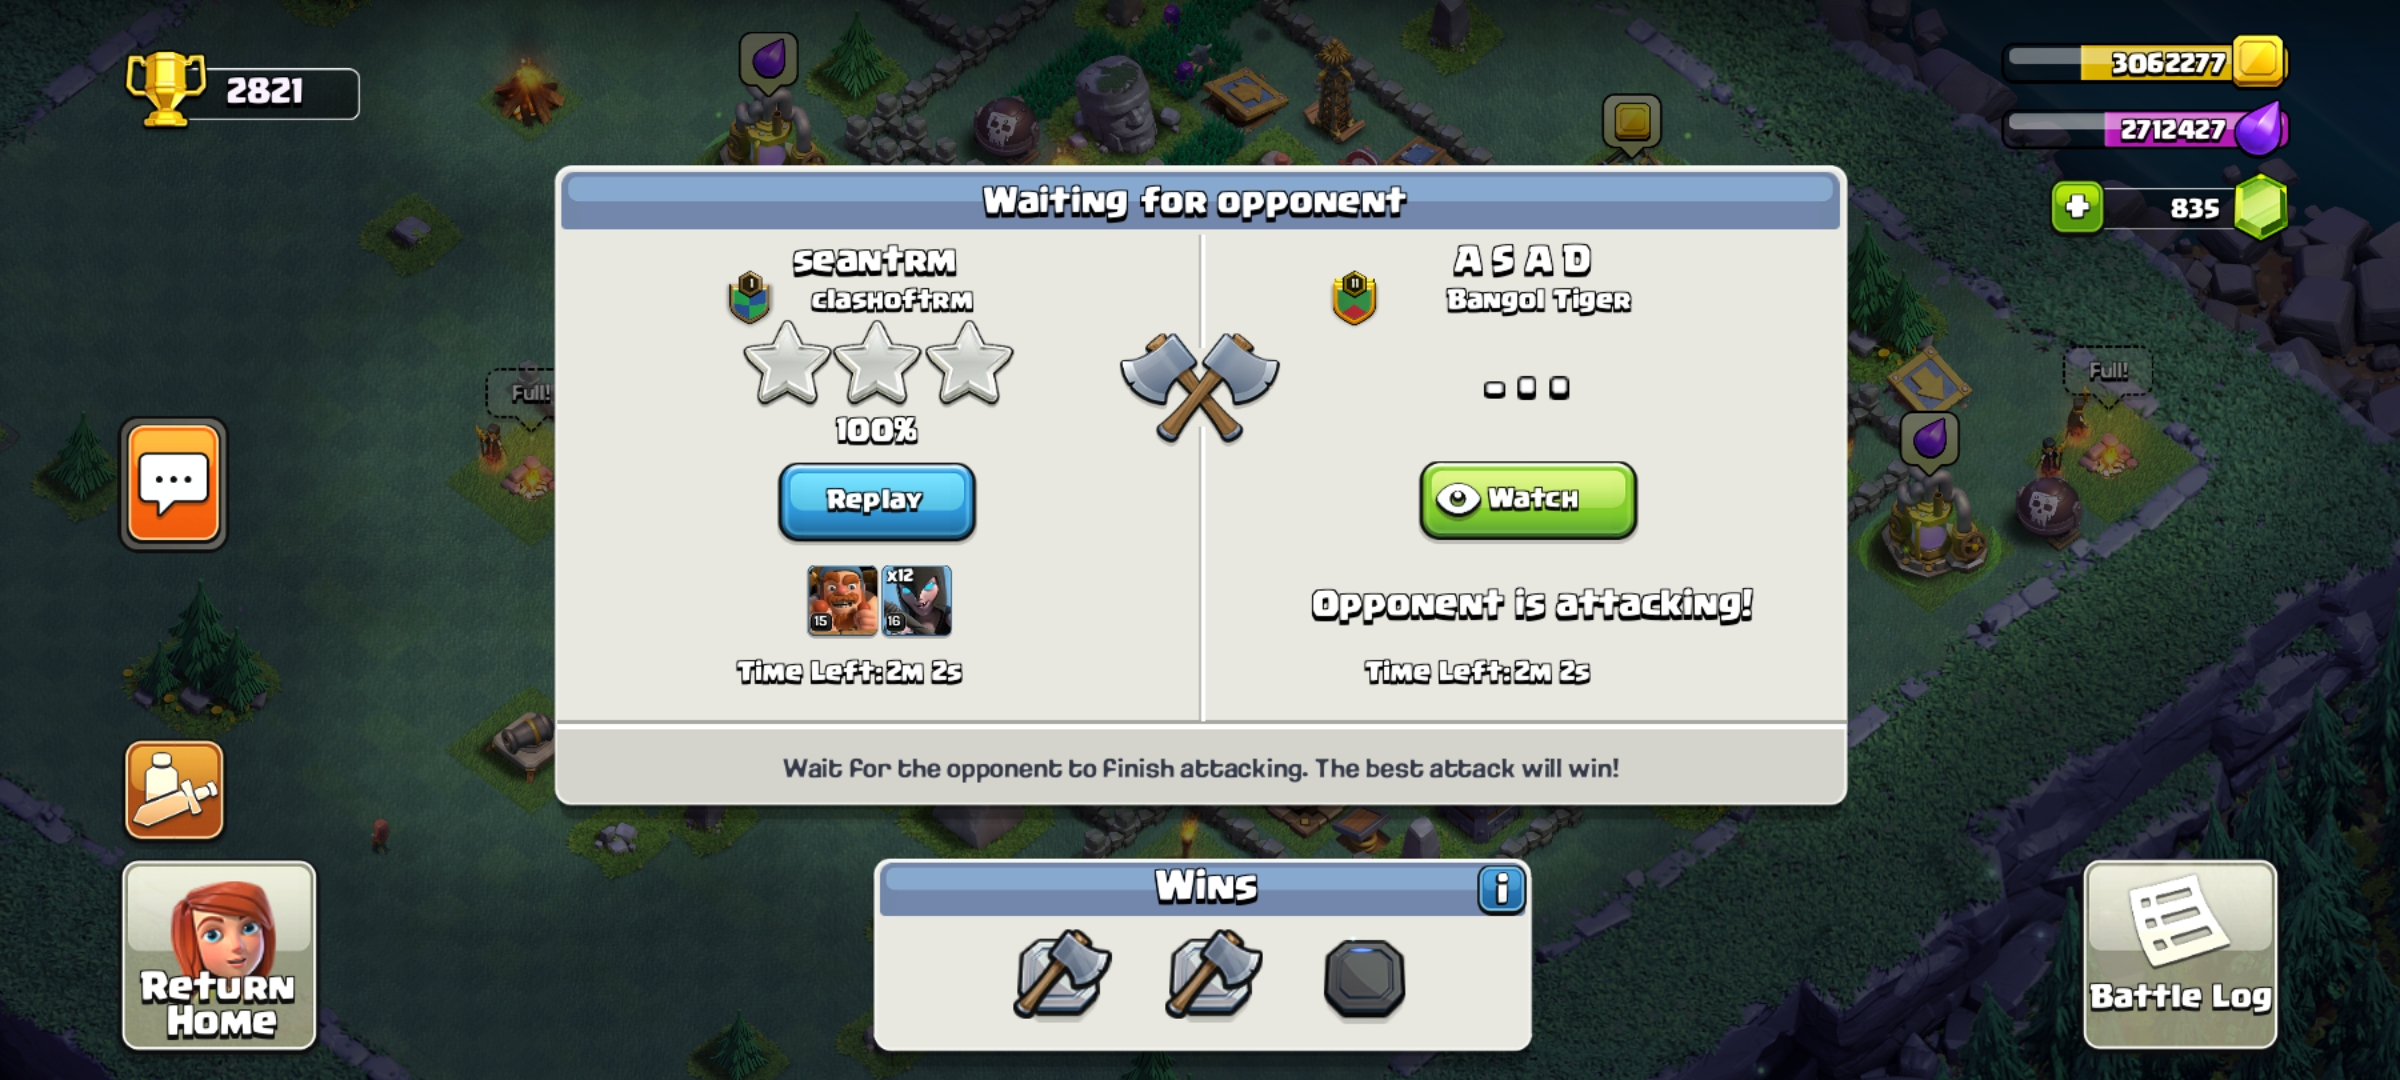 2821
3062277
2712427
835
Waiting for opponent
seantrm
clashoftrm
1
A S A D
Bangol Tiger
11
100%
Full!
Full!
Replay
Watch
15
x12
16
Opponent is attacking!
Time Left:2m 2s
Time Left:2m 2s
Wait for the opponent to finish attacking. The best attack will win!
Wins
i
Return
Home
Battle Log